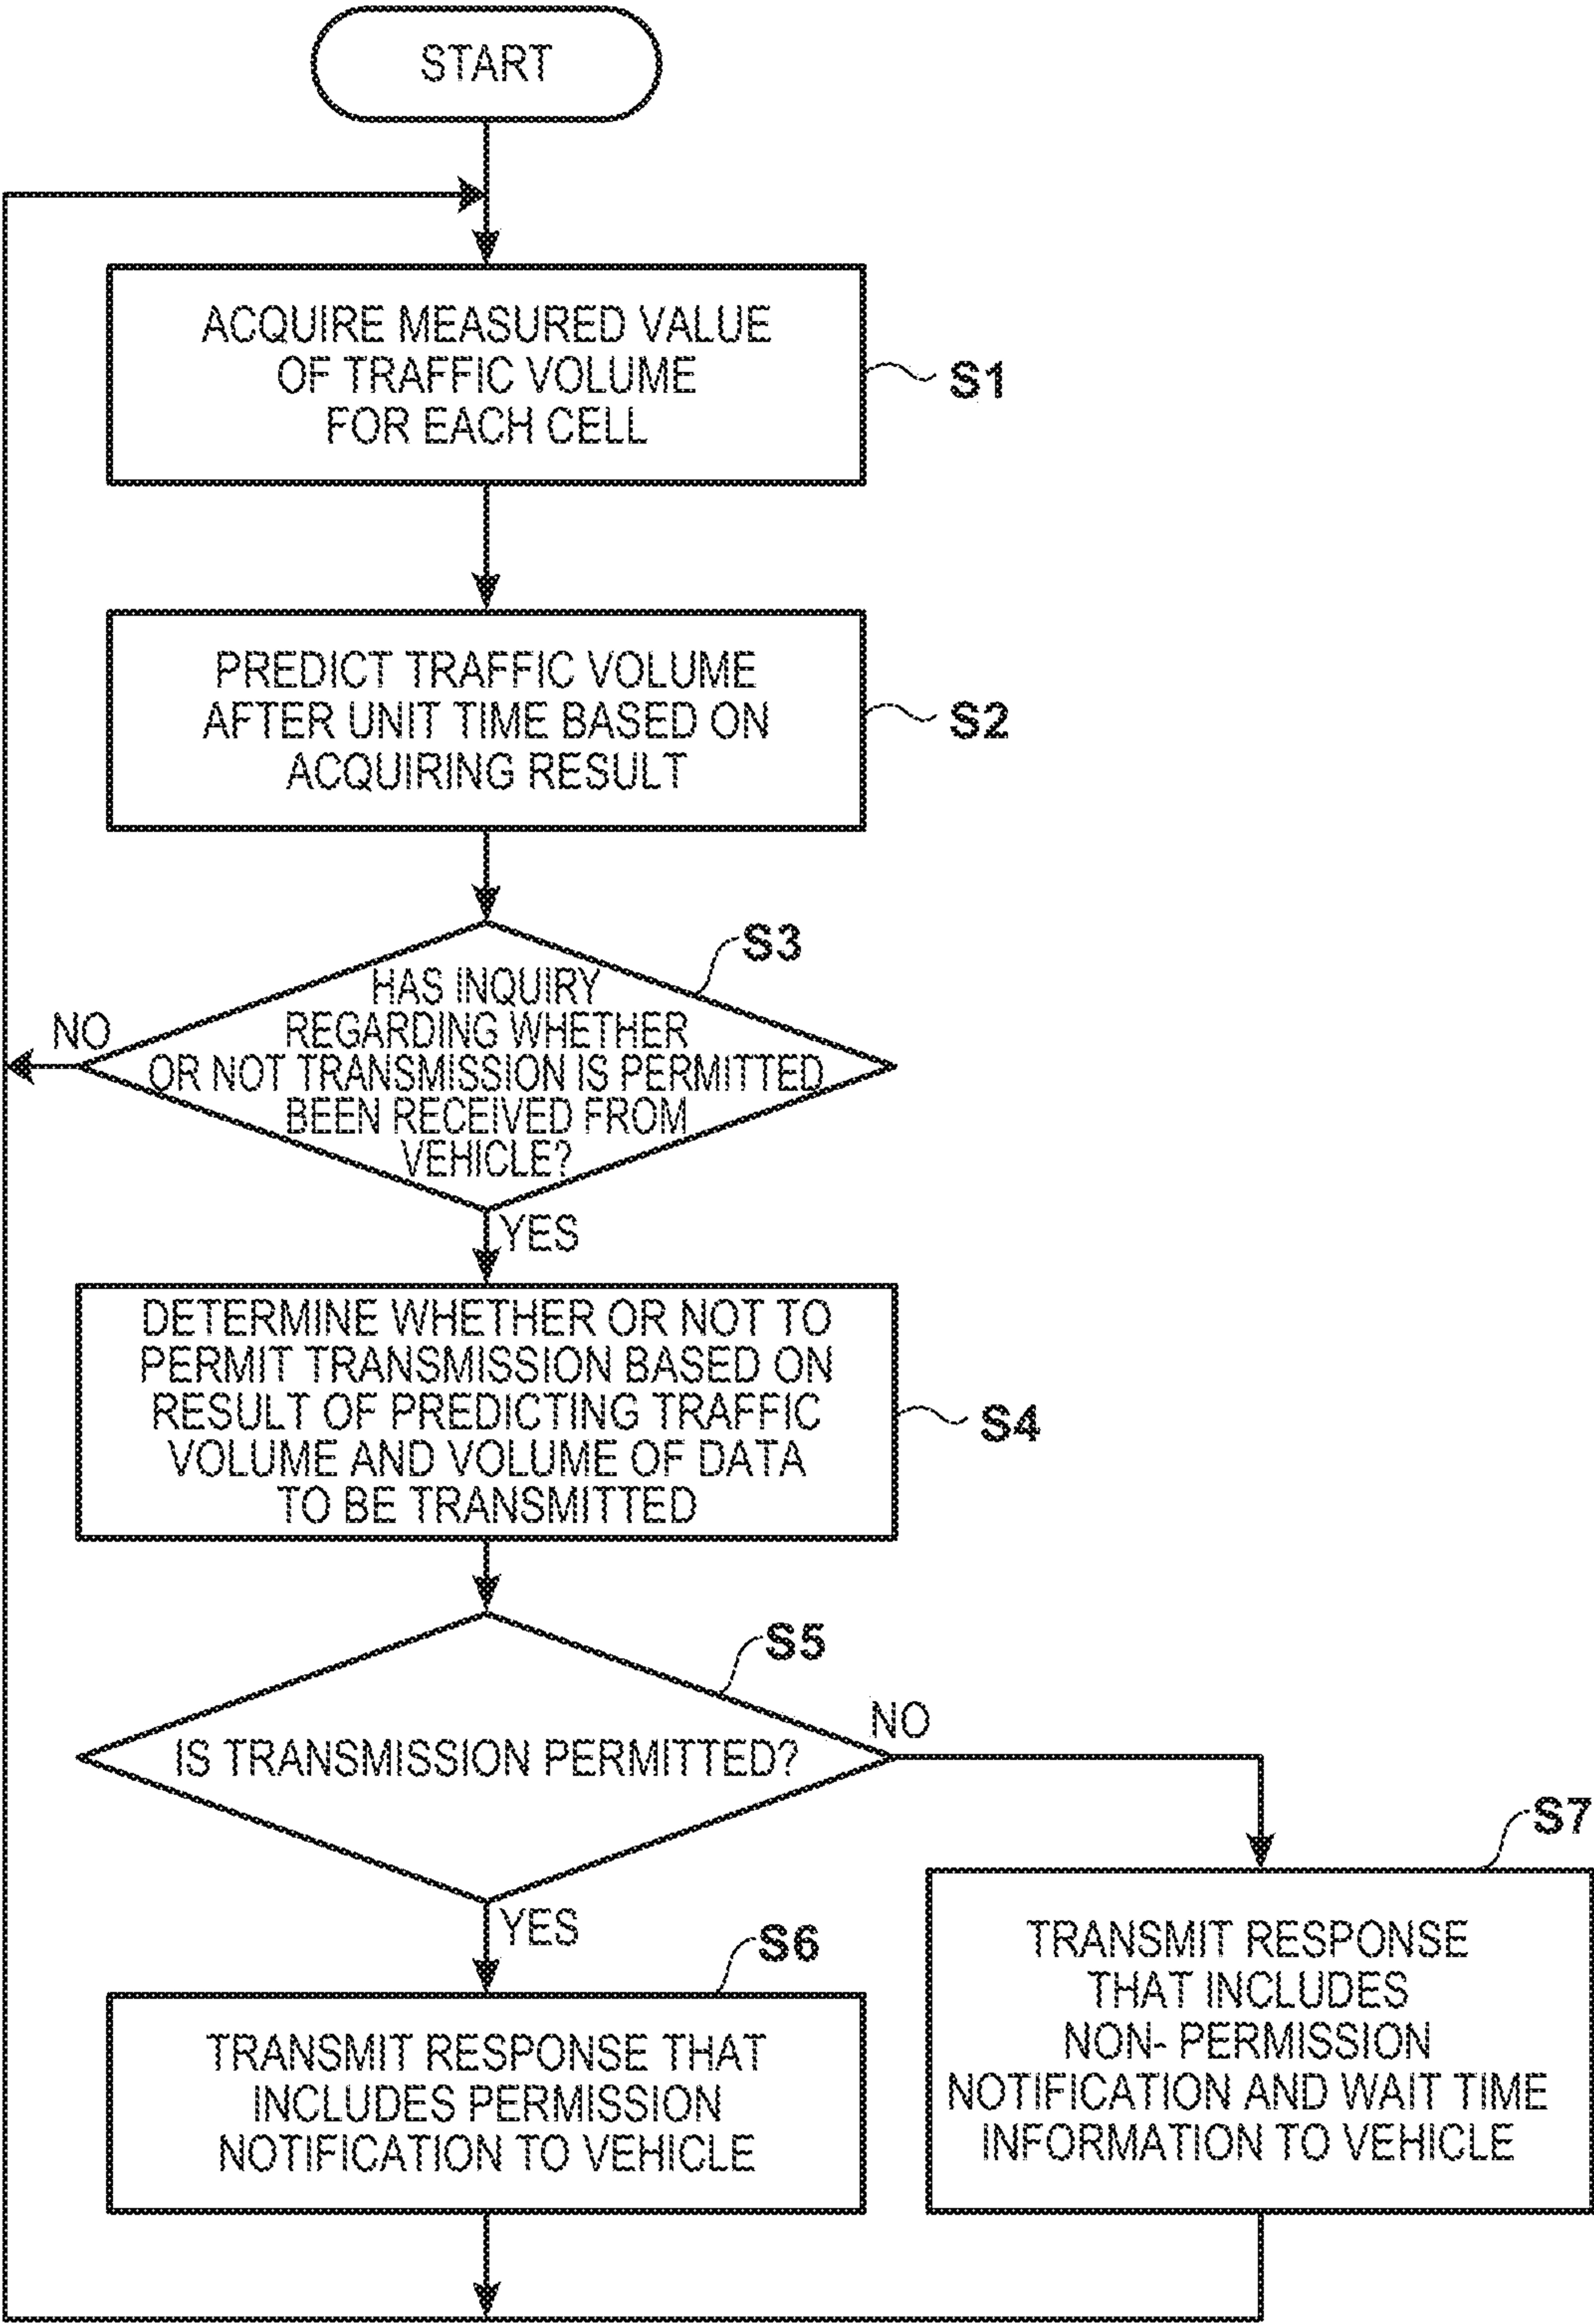 START
ACQUIRE MEASURED VALUE
OF TRAFFIC VOLUME
FOR EACH CELL
S1
PREDICT TRAFFIC VOLUME
AFTER UNIT TIME BASED ON
ACQUIRING RESULT
S2
S3
HAS INQUIRY
REGARDING WHETHER
OR NOT TRANSMISSION IS PERMITTED
BEEN RECEIVED FROM
VEHICLE?
NO
YES
DETERMINE WHETHER OR NOT TO
PERMIT TRANSMISSION BASED ON
RESULT OF PREDICTING TRAFFIC
VOLUME AND VOLUME OF DATA
TO BE TRANSMITTED
S4
S5
IS TRANSMISSION PERMITTED?
NO
YES
S6
TRANSMIT RESPONSE THAT
INCLUDES PERMISSION
NOTIFICATION TO VEHICLE
S7
TRANSMIT RESPONSE
THAT INCLUDES
NON- PERMISSION
NOTIFICATION AND WAIT TIME
INFORMATION TO VEHICLE